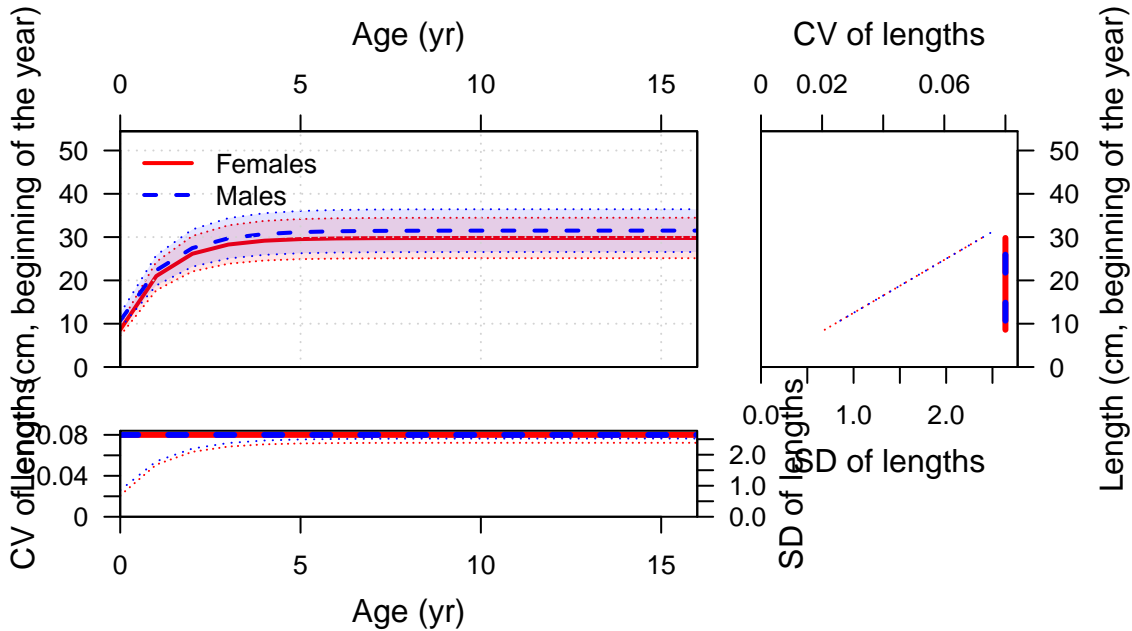 Age (yr)
CV of lengths
0 5 10 15
0 0.02 0.06
Length (cm, beginning of the year)
50
40
30
20
10
0
Females
Males
50
40
30
20
10
0
Length (cm, beginning of the year)
0.0 1.0 2.0
SD of lengths
CV of lengths
0.08
0.04
0
2.0
1.0
0.0
SD of lengths
0 5 10 15
Age (yr)